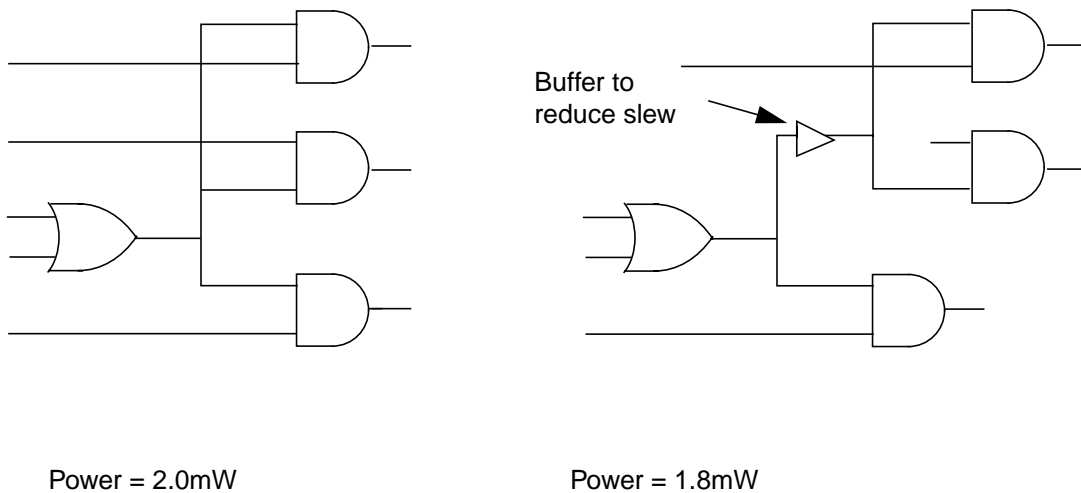 Buffer to
reduce slew
Power = 2.0mW
Power = 1.8mW